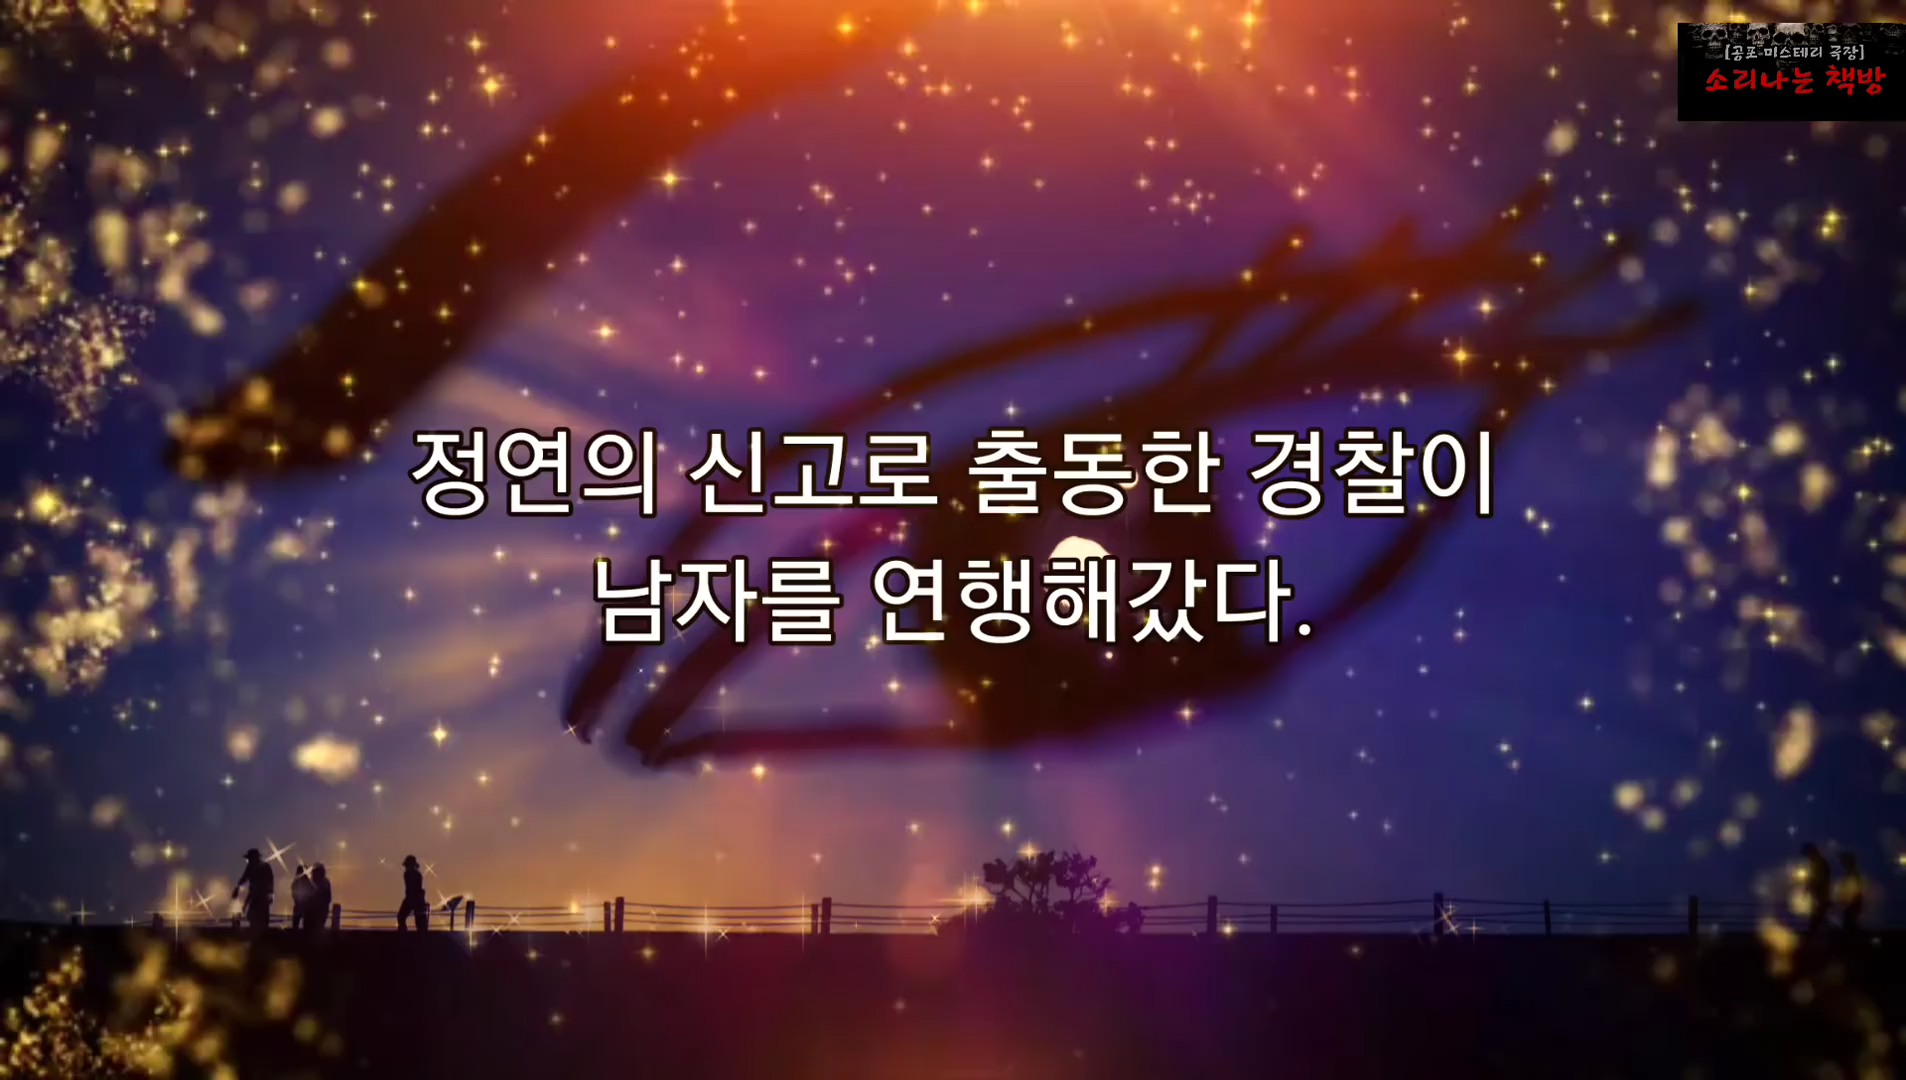 [공포 미스테리 극장]
소리나는 책방
정연의 신고로 출동한 경찰이
남자를 연행해갔다.